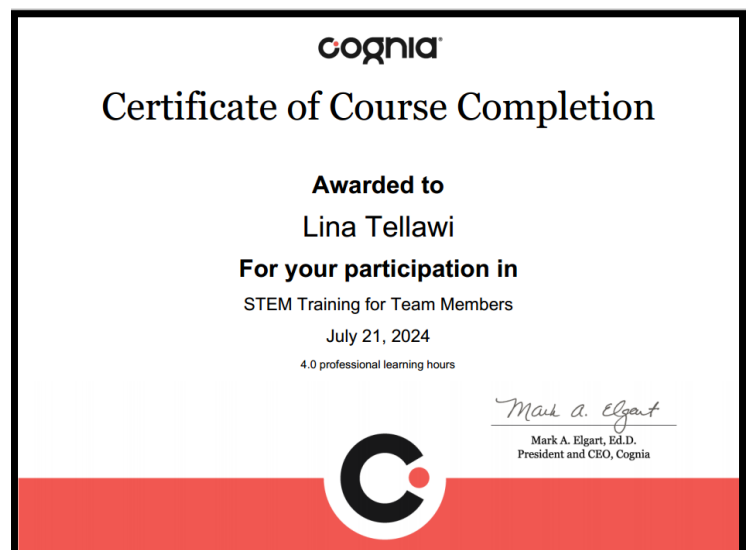 cognia®
Certificate of Course Completion
Awarded to
Lina Tellawi
For your participation in
STEM Training for Team Members
July 21, 2024
4.0 professional learning hours
Mark A. Elgart
Mark A. Elgart, Ed.D.
President and CEO, Cognia